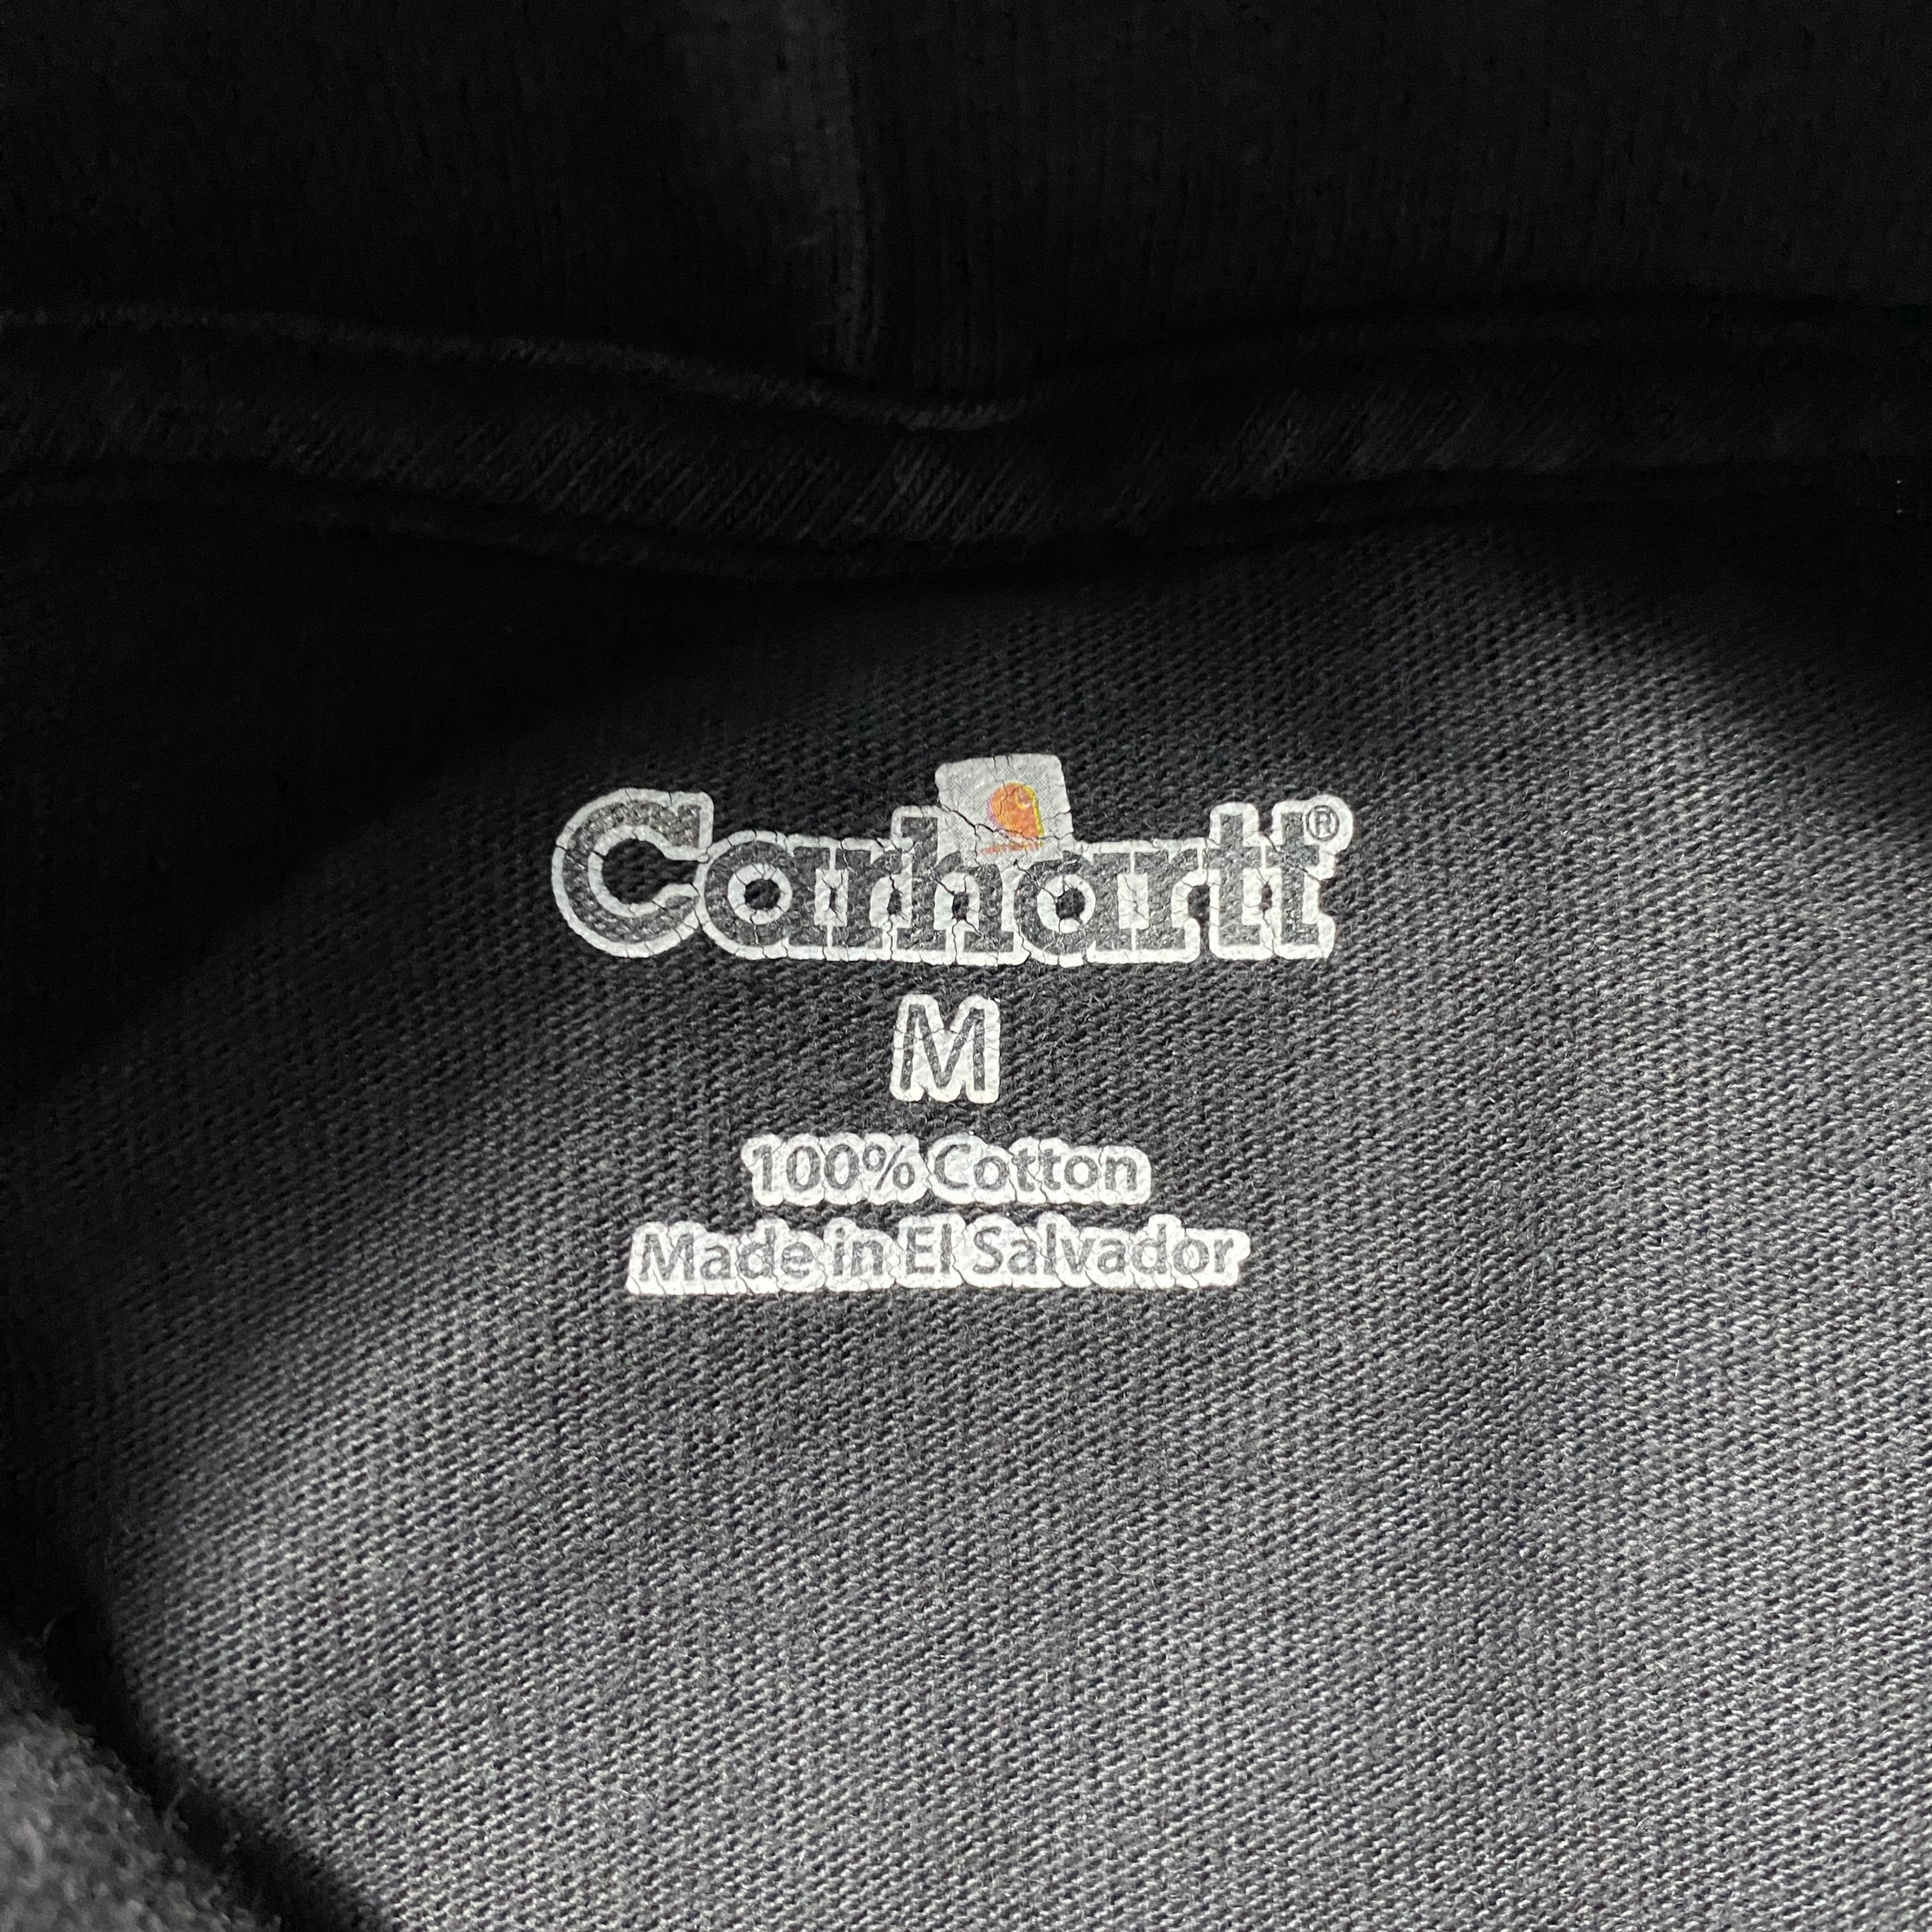 Carhartt®
M
100% Cotton
Made in El Salvador